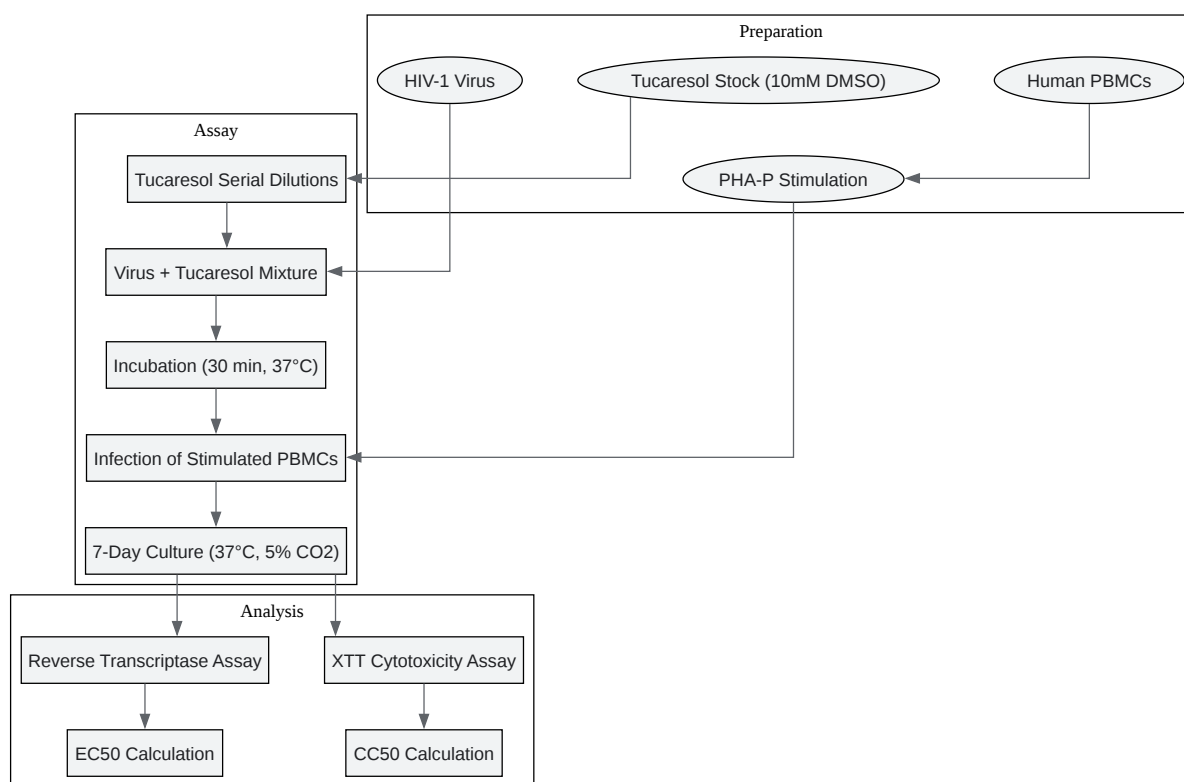 Preparation
HIV-1 Virus
Tucaresol Stock (10mM DMSO)
Human PBMCs
Assay
Tucaresol Serial Dilutions
PHA-P Stimulation
Virus + Tucaresol Mixture
Incubation (30 min, 37°C)
Infection of Stimulated PBMCs
7-Day Culture (37°C, 5% CO2)
Analysis
Reverse Transcriptase Assay
XTT Cytotoxicity Assay
EC50 Calculation
CC50 Calculation